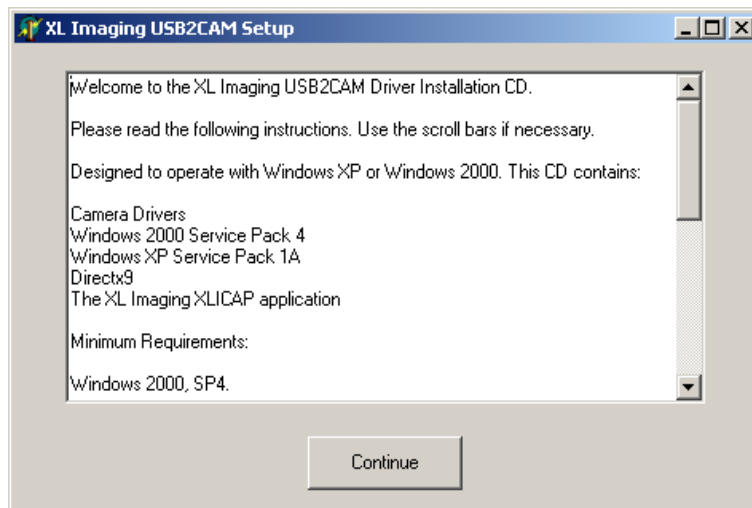 XL Imaging USB2CAM Setup
Welcome to the XL Imaging USB2CAM Driver Installation CD.
Please read the following instructions. Use the scroll bars if necessary.
Designed to operate with Windows XP or Windows 2000. This CD contains:
Camera Drivers
Windows 2000 Service Pack 4
Windows XP Service Pack 1A
Directx9
The XL Imaging XLICAP application
Minimum Requirements:
Windows 2000, SP4.
Continue